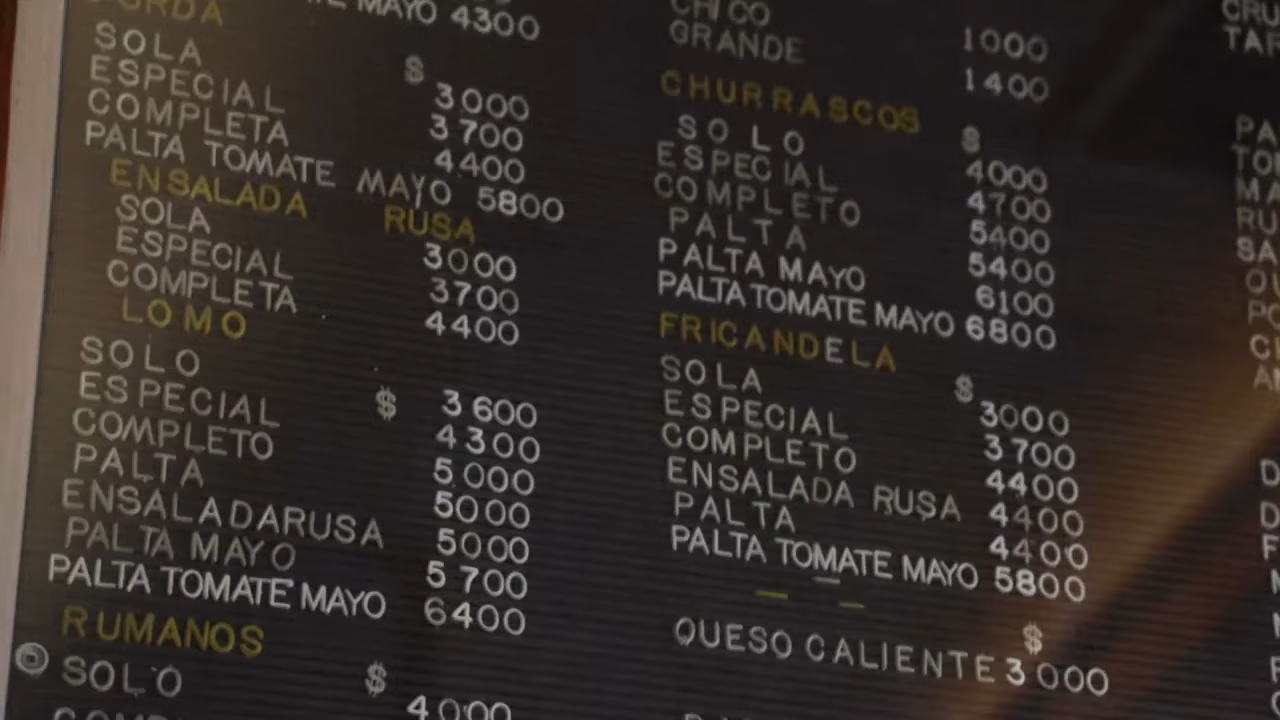 MAYO 4300
SOLA $ 3000
ESPECIAL 3700
COMPLETA 4400
PALTA TOMATE MAYO 5800
ENSALADA RUSA
SOLA 3000
ESPECIAL 3700
COMPLETA 4400
LOMO
SOLO $ 3600
ESPECIAL 4300
COMPLETO 5000
PALTA 5000
ENSALADARUSA 5000
PALTA MAYO 5700
PALTA TOMATE MAYO 6400
RUMANOS
SOLO $ 4000
CHICO 1000
GRANDE 1400
CHURRASCOS
SOLO $ 4000
ESPECIAL 4700
COMPLETO 5400
PALTA 5400
PALTA MAYO 6100
PALTA TOMATE MAYO 6800
FRICANDELA
SOLA $ 3000
ESPECIAL 3700
COMPLETO 4400
ENSALADA RUSA 4400
PALTA 4400
PALTA TOMATE MAYO 5800
$
QUESO CALIENTE 3000